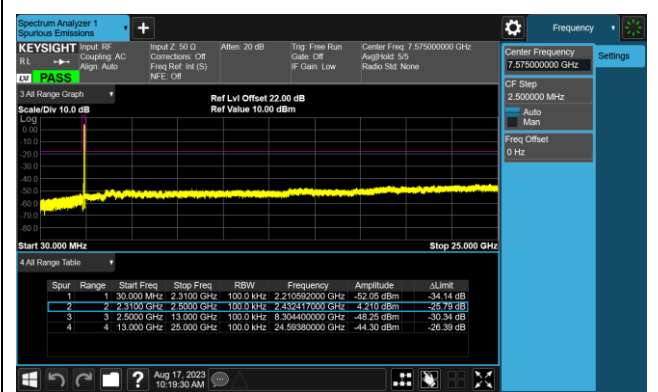 Spectrum Analyzer 1
Spurious Emissions
Frequency
KEYSIGHT
RL
LXI
PASS
Input: RF
Coupling: AC
Align: Auto
Input Z: 50 Ω
Corrections: Off
Freq Ref: Int (S)
NFE: Off
Atten: 20 dB
Trig: Free Run
Gate: Off
IF Gain: Low
Center Freq: 7.575000000 GHz
Avg|Hold: 5/5
Radio Std: None
Center Frequency
7.575000000 GHz
Settings
CF Step
2.500000 MHz
Auto
Man
Freq Offset
0 Hz
3 All Range Graph
Scale/Div 10.0 dB
Ref Lvl Offset 22.00 dB
Ref Value 10.00 dBm
Log
0.00
-10.0
-20.0
-30.0
-40.0
-50.0
-60.0
-70.0
-80.0
Start 30.000 MHz Stop 25.000 GHz
4 All Range Table
Spur Range Start Freq Stop Freq RBW Frequency Amplitude ΔLimit
1 1 30.000 MHz 2.3100 GHz 100.0 kHz 2.210592000 GHz -52.05 dBm -34.14 dB
2 2 2.3100 GHz 2.5000 GHz 100.0 kHz 2.432417000 GHz 4.210 dBm -25.79 dB
3 3 2.5000 GHz 13.000 GHz 100.0 kHz 8.304400000 GHz -48.25 dBm -30.34 dB
4 4 13.000 GHz 25.000 GHz 100.0 kHz 24.59380000 GHz -44.30 dBm -26.39 dB
?
Aug 17, 2023
10:19:30 AM